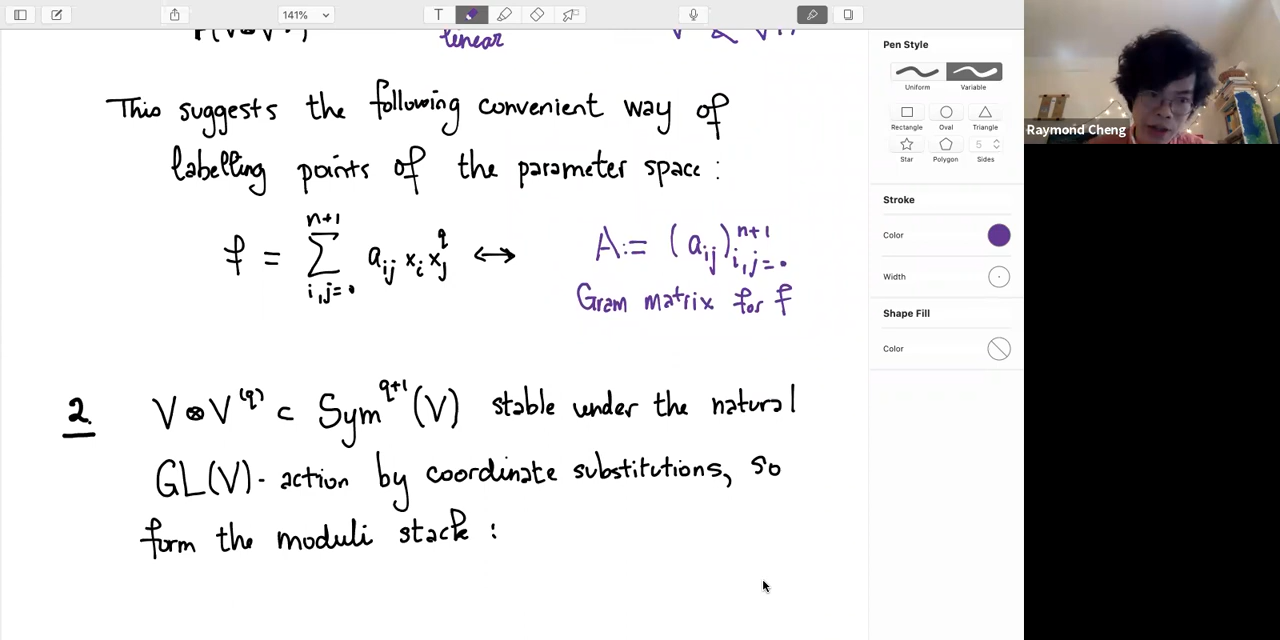 141%
T
linear
This suggests the following convenient way of
labelling points of the parameter space :
f = ∑_{i,j=0}^{n+1} a_{ij} x_i x_j^q ↔ A := (a_{ij})_{i,j=0}^{n+1}
Gram matrix for f
2. V ⊗ V^{(q)} ⊂ Sym^{q+1}(V) stable under the natural
GL(V)- action by coordinate substitutions, so
form the moduli stack :
Pen Style
Uniform Variable
Rectangle Oval Triangle
5
Star Polygon Sides
Stroke
Color
Width
Shape Fill
Color
Raymond Cheng